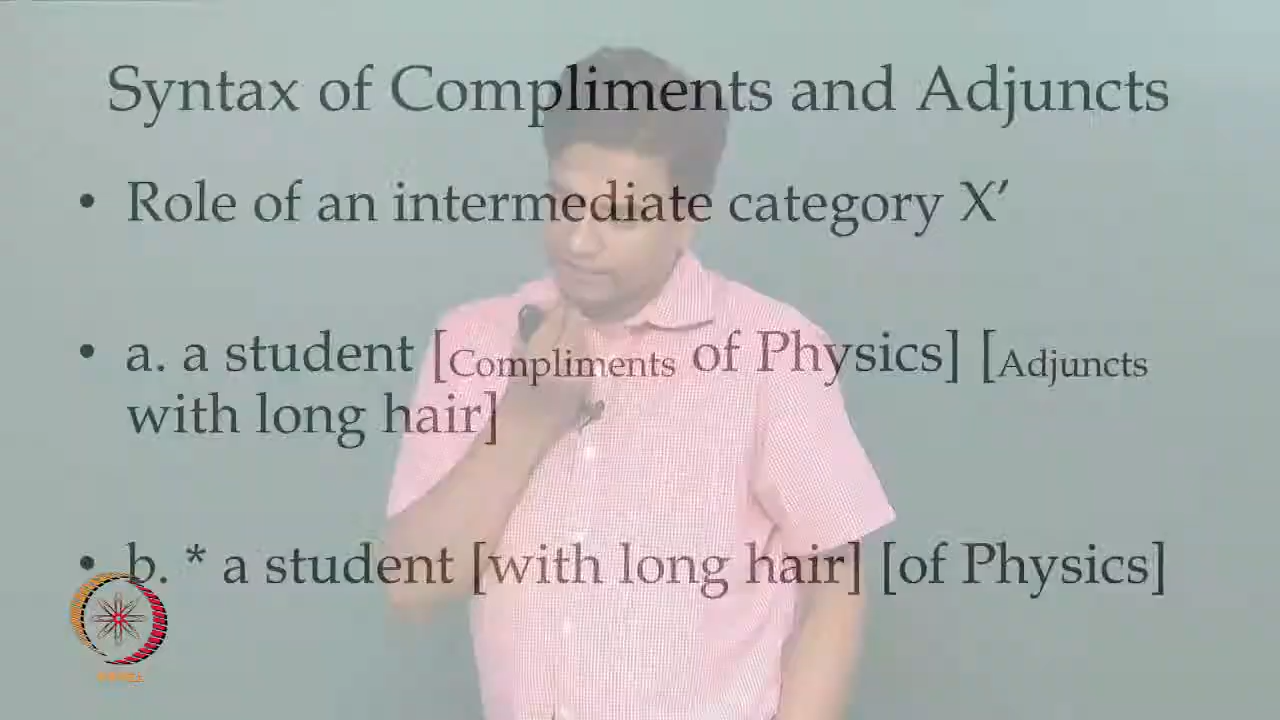 Syntax of Compliments and Adjuncts
• Role of an intermediate category X′
• a. a student [Compliments of Physics] [Adjuncts
with long hair]
• b. * a student [with long hair] [of Physics]